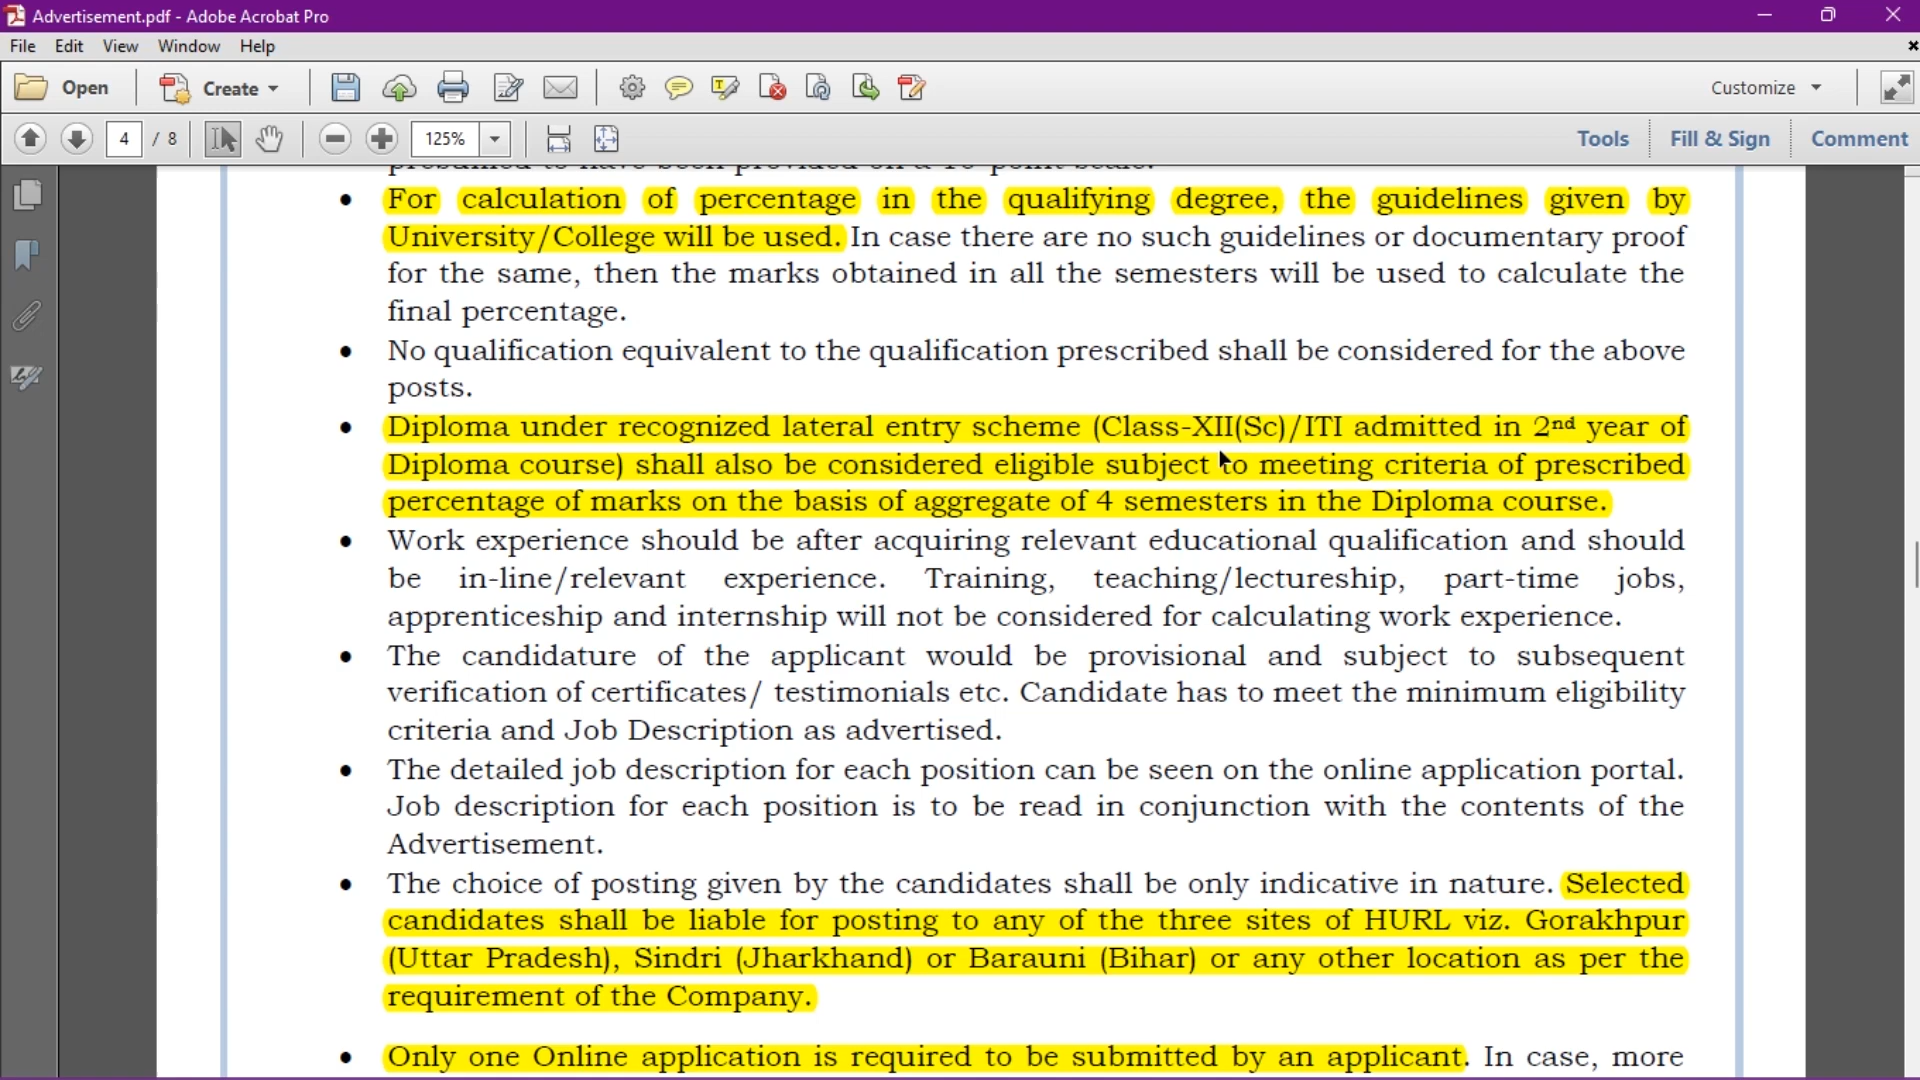 Advertisement.pdf - Adobe Acrobat Pro
File Edit View Window Help
Open Create Customize
4 / 8 125% Tools Fill & Sign Comment
presumed to have been provided on a 10-point scale.
• For calculation of percentage in the qualifying degree, the guidelines given by
University/College will be used. In case there are no such guidelines or documentary proof
for the same, then the marks obtained in all the semesters will be used to calculate the
final percentage.
• No qualification equivalent to the qualification prescribed shall be considered for the above
posts.
• Diploma under recognized lateral entry scheme (Class-XII(Sc)/ITI admitted in 2nd year of
Diploma course) shall also be considered eligible subject to meeting criteria of prescribed
percentage of marks on the basis of aggregate of 4 semesters in the Diploma course.
• Work experience should be after acquiring relevant educational qualification and should
be in-line/relevant experience. Training, teaching/lectureship, part-time jobs,
apprenticeship and internship will not be considered for calculating work experience.
• The candidature of the applicant would be provisional and subject to subsequent
verification of certificates/ testimonials etc. Candidate has to meet the minimum eligibility
criteria and Job Description as advertised.
• The detailed job description for each position can be seen on the online application portal.
Job description for each position is to be read in conjunction with the contents of the
Advertisement.
• The choice of posting given by the candidates shall be only indicative in nature. Selected
candidates shall be liable for posting to any of the three sites of HURL viz. Gorakhpur
(Uttar Pradesh), Sindri (Jharkhand) or Barauni (Bihar) or any other location as per the
requirement of the Company.
• Only one Online application is required to be submitted by an applicant. In case, more